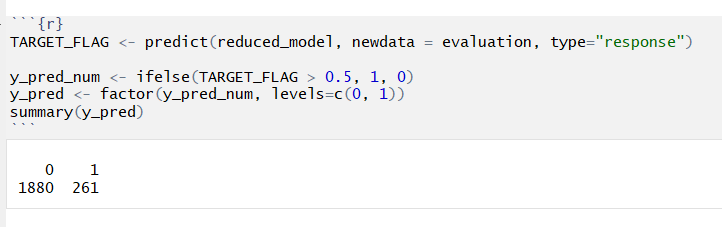 ```{r}
TARGET_FLAG <- predict(reduced_model, newdata = evaluation, type="response")
y_pred_num <- ifelse(TARGET_FLAG > 0.5, 1, 0)
y_pred <- factor(y_pred_num, levels=c(0, 1))
summary(y_pred)
```
0 1
1880 261